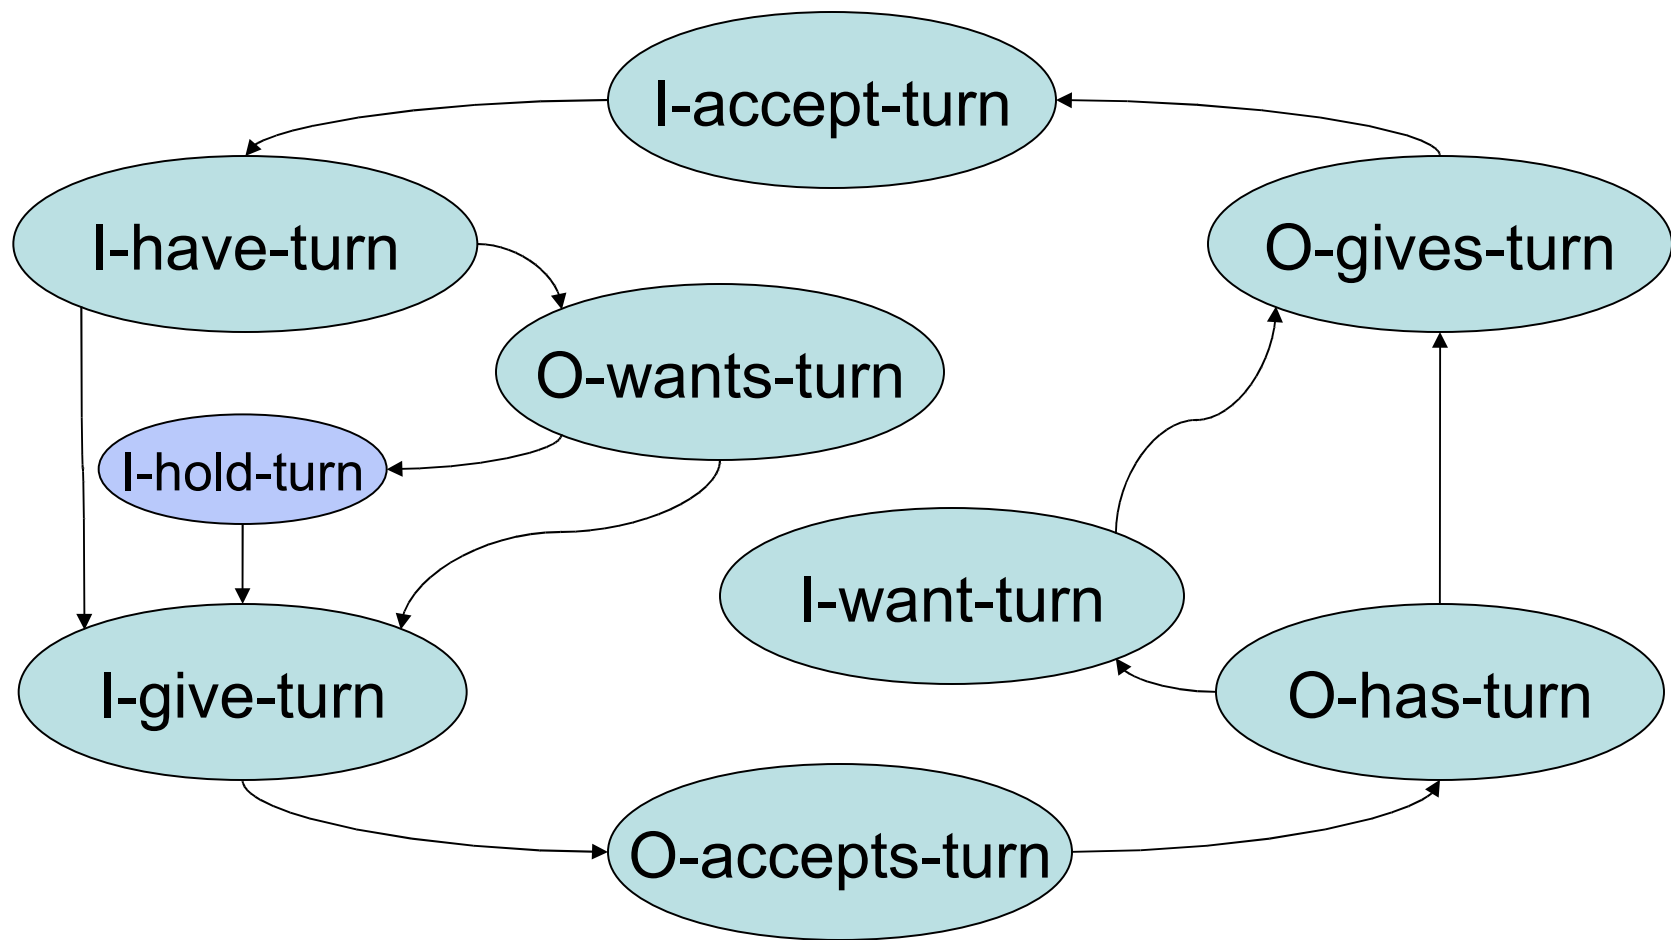 I-accept-turn
I-have-turn
O-gives-turn
O-wants-turn
I-hold-turn
I-want-turn
I-give-turn
O-has-turn
O-accepts-turn